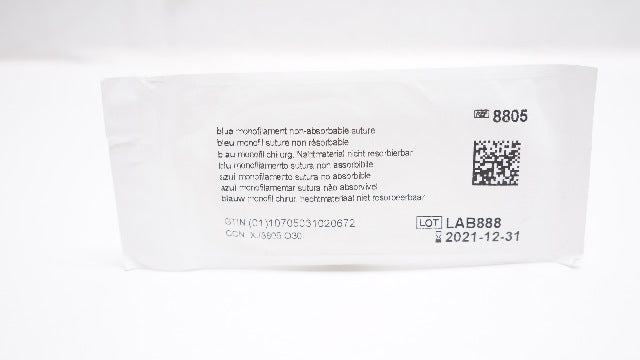 REF 8805
blue monofilament non-absorbable suture
bleu monofil suture non résorbable
blau monofil chirurg. Nahtmaterial nicht resorbierbar
blu monofilamento sutura non assorbibile
azul monofilamento sutura no absorbible
azul monofilamentar sutura não absorvível
blauw monofil chirur. hechtmateriaal niet resorbeerbaar
GTIN (01)10705031020672
LOT LAB888
2021-12-31